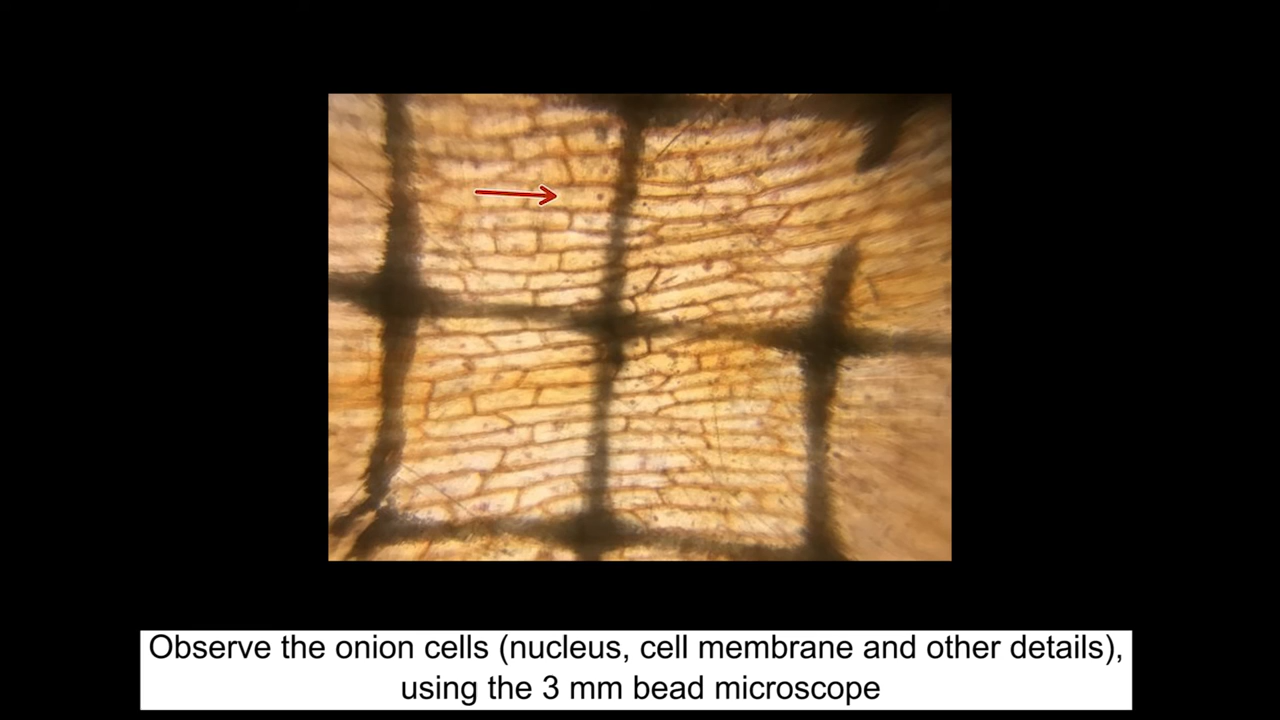 Observe the onion cells (nucleus, cell membrane and other details),
using the 3 mm bead microscope